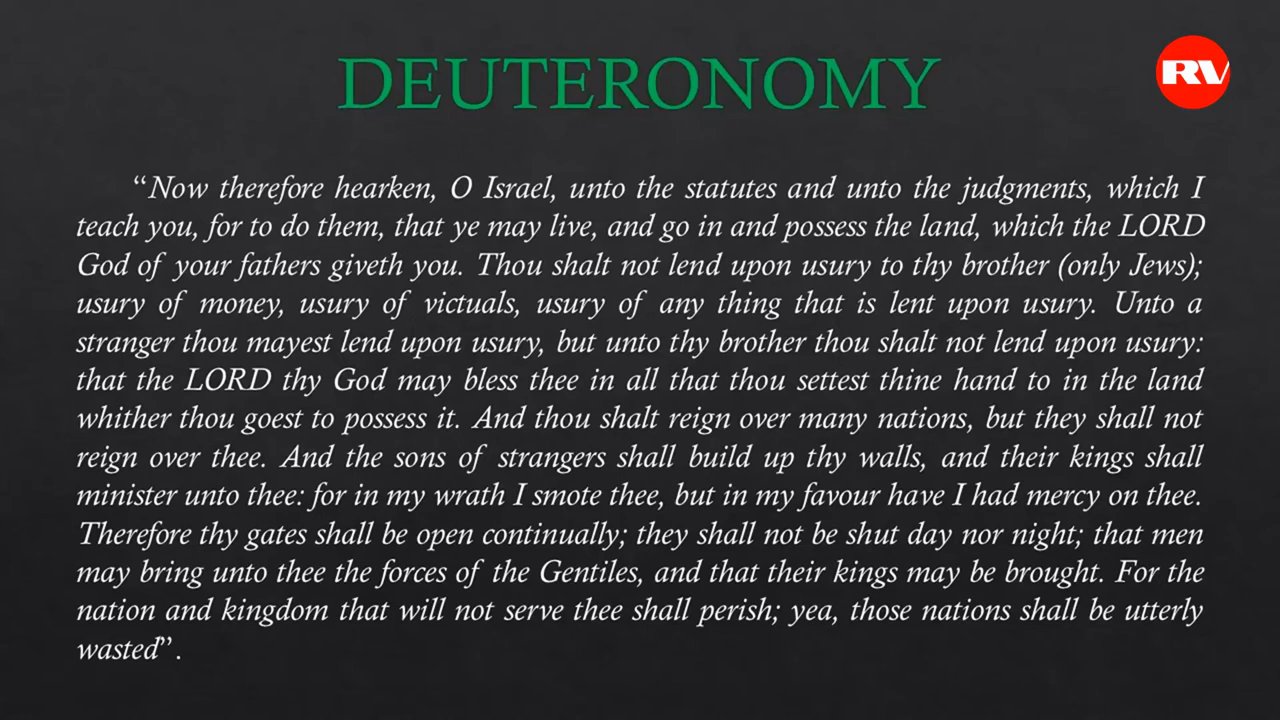 DEUTERONOMY
RV
“Now therefore hearken, O Israel, unto the statutes and unto the judgments, which I
teach you, for to do them, that ye may live, and go in and possess the land, which the LORD
God of your fathers giveth you. Thou shalt not lend upon usury to thy brother (only Jews);
usury of money, usury of victuals, usury of any thing that is lent upon usury. Unto a
stranger thou mayest lend upon usury, but unto thy brother thou shalt not lend upon usury:
that the LORD thy God may bless thee in all that thou settest thine hand to in the land
whither thou goest to possess it. And thou shalt reign over many nations, but they shall not
reign over thee. And the sons of strangers shall build up thy walls, and their kings shall
minister unto thee: for in my wrath I smote thee, but in my favour have I had mercy on thee.
Therefore thy gates shall be open continually; they shall not be shut day nor night; that men
may bring unto thee the forces of the Gentiles, and that their kings may be brought. For the
nation and kingdom that will not serve thee shall perish; yea, those nations shall be utterly
wasted”.